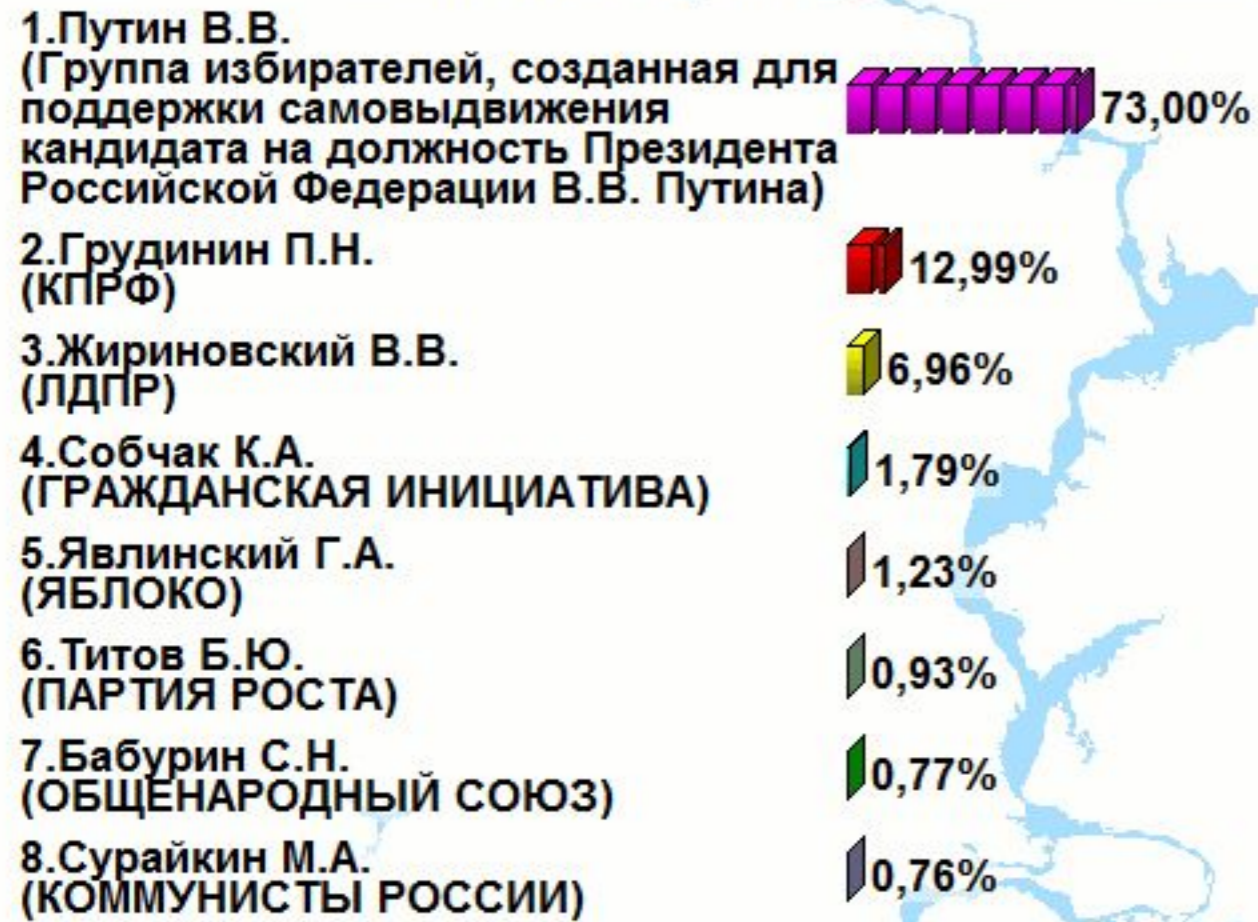 1.Путин В.В.
(Группа избирателей, созданная для
поддержки самовыдвижения
кандидата на должность Президента
Российской Федерации В.В. Путина)
73,00%
2.Грудинин П.Н.
(КПРФ)
12,99%
3.Жириновский В.В.
(ЛДПР)
6,96%
4.Собчак К.А.
(ГРАЖДАНСКАЯ ИНИЦИАТИВА)
1,79%
5.Явлинский Г.А.
(ЯБЛОКО)
1,23%
6.Титов Б.Ю.
(ПАРТИЯ РОСТА)
0,93%
7.Бабурин С.Н.
(ОБЩЕНАРОДНЫЙ СОЮЗ)
0,77%
8.Сурайкин М.А.
(КОММУНИСТЫ РОССИИ)
0,76%